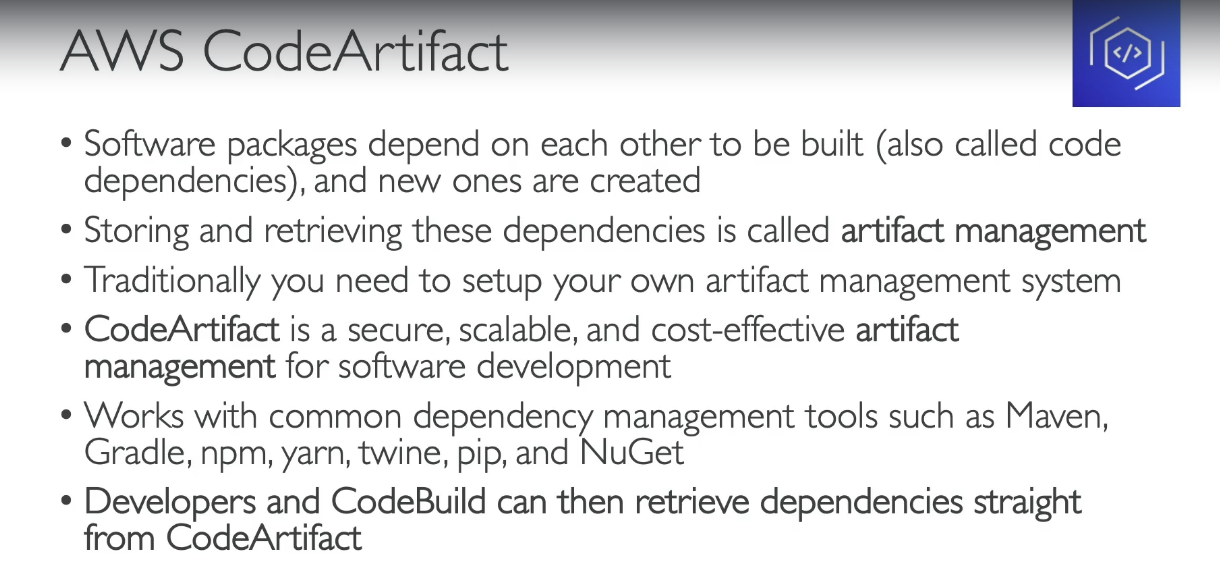 AWS CodeArtifact
</>
• Software packages depend on each other to be built (also called code
dependencies), and new ones are created
• Storing and retrieving these dependencies is called artifact management
• Traditionally you need to setup your own artifact management system
• CodeArtifact is a secure, scalable, and cost-effective artifact
management for software development
• Works with common dependency management tools such as Maven,
Gradle, npm, yarn, twine, pip, and NuGet
• Developers and CodeBuild can then retrieve dependencies straight
from CodeArtifact